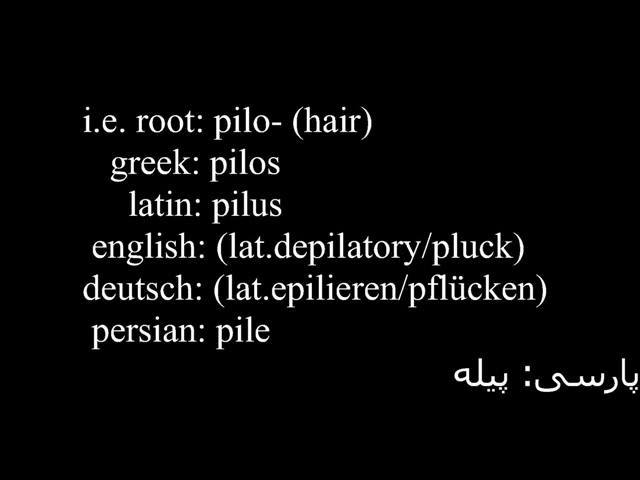 i.e. root: pilo- (hair)
greek: pilos
latin: pilus
english: (lat.depilatory/pluck)
deutsch: (lat.epilieren/pflücken)
persian: pile
پارسی: پیله